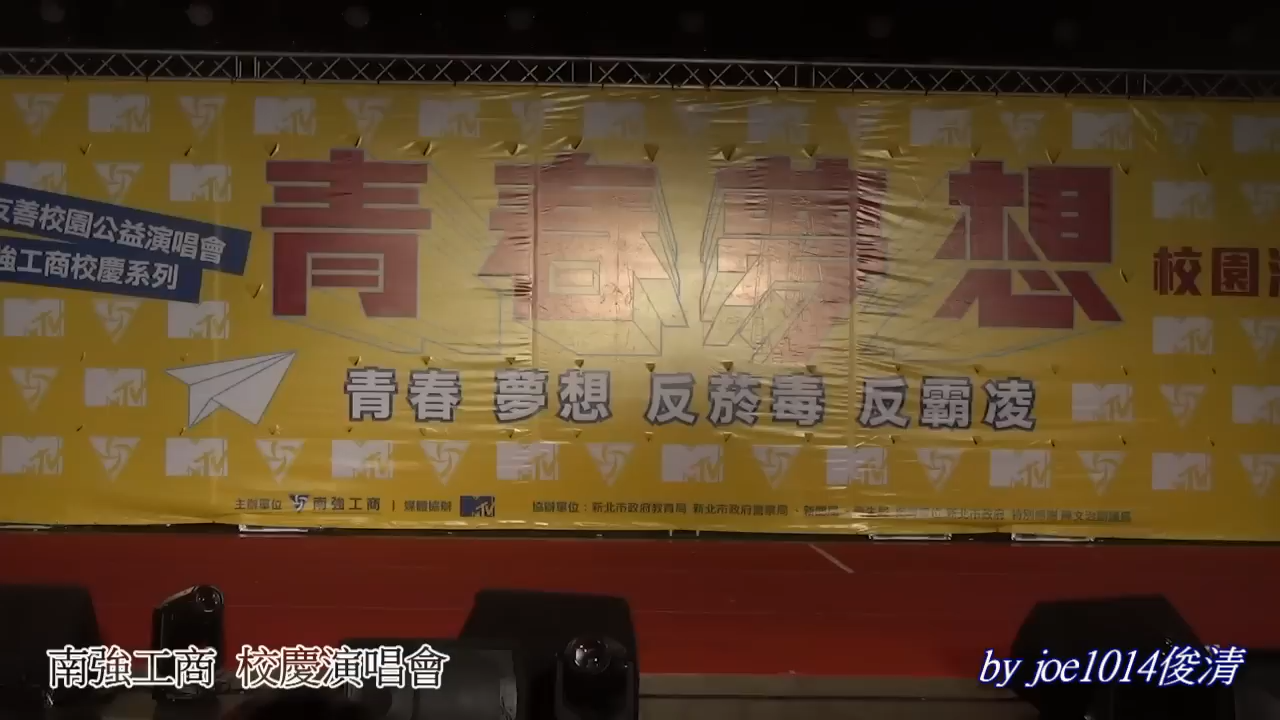 青春夢想
友善校園公益演唱會
強工商校慶系列
校園演
青春 夢想 反菸毒 反霸凌
主辦單位 南強工商 | 媒體協辦 MTV
協辦單位：新北市政府教育局 新北市政府警察局
南強工商 校慶演唱會
by joe1014俊清